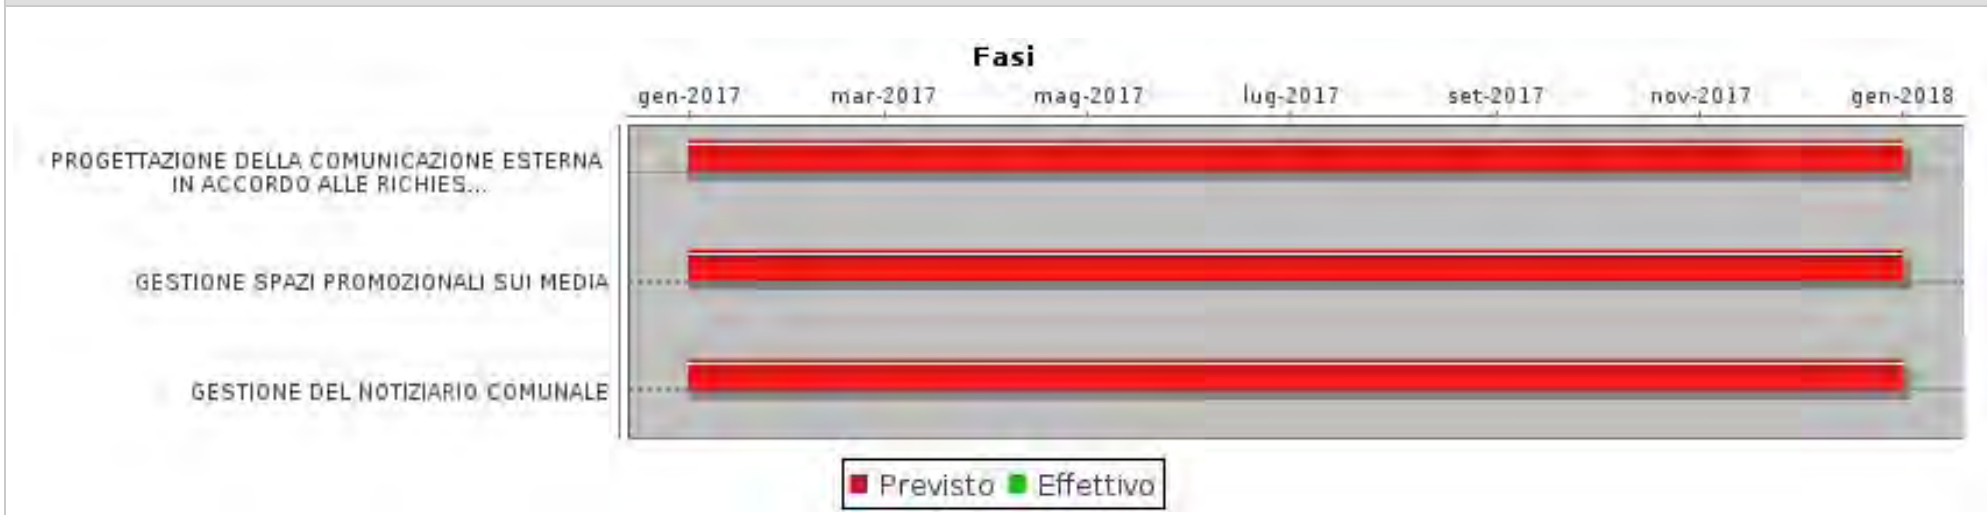 Fasi
gen-2017 mar-2017 mag-2017 lug-2017 set-2017 nov-2017 gen-2018
PROGETTAZIONE DELLA COMUNICAZIONE ESTERNA
IN ACCORDO ALLE RICHIES...
GESTIONE SPAZI PROMOZIONALI SUI MEDIA
GESTIONE DEL NOTIZIARIO COMUNALE
Previsto Effettivo